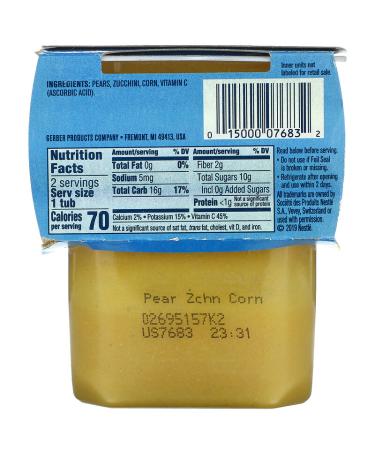 Inner units not
labeled for retail sale.
INGREDIENTS: PEARS, ZUCCHINI, CORN, VITAMIN C
(ASCORBIC ACID).
GERBER PRODUCTS COMPANY • FREMONT, MI 49413, USA
0 15000 07683 2
Nutrition
Facts
2 servings
Serv size
1 tub
Calories 70
per serving
Amount/serving % DV
Total Fat 0g 0%
Sodium 5mg
Total Carb 16g 17%
Amount/serving % DV
Fiber 2g
Total Sugars 10g
Incl 0g Added Sugars
Protein <1g Not a significant
source of protein
Calcium 2% • Potassium 15% • Vitamin C 45%
Not a significant source of sat fat, trans fat, cholest, vit D, and iron.
Read below before serving.
• Do not use if Foil Seal
is broken or missing.
• Refrigerate after opening
and use within 2 days.
All trademarks are owned by
Société des Produits Nestlé
S.A., Vevey, Switzerland or
used with permission.
© 2019 Nestlé.
Pear Zchn Corn
02695157K2
US7683 23:31